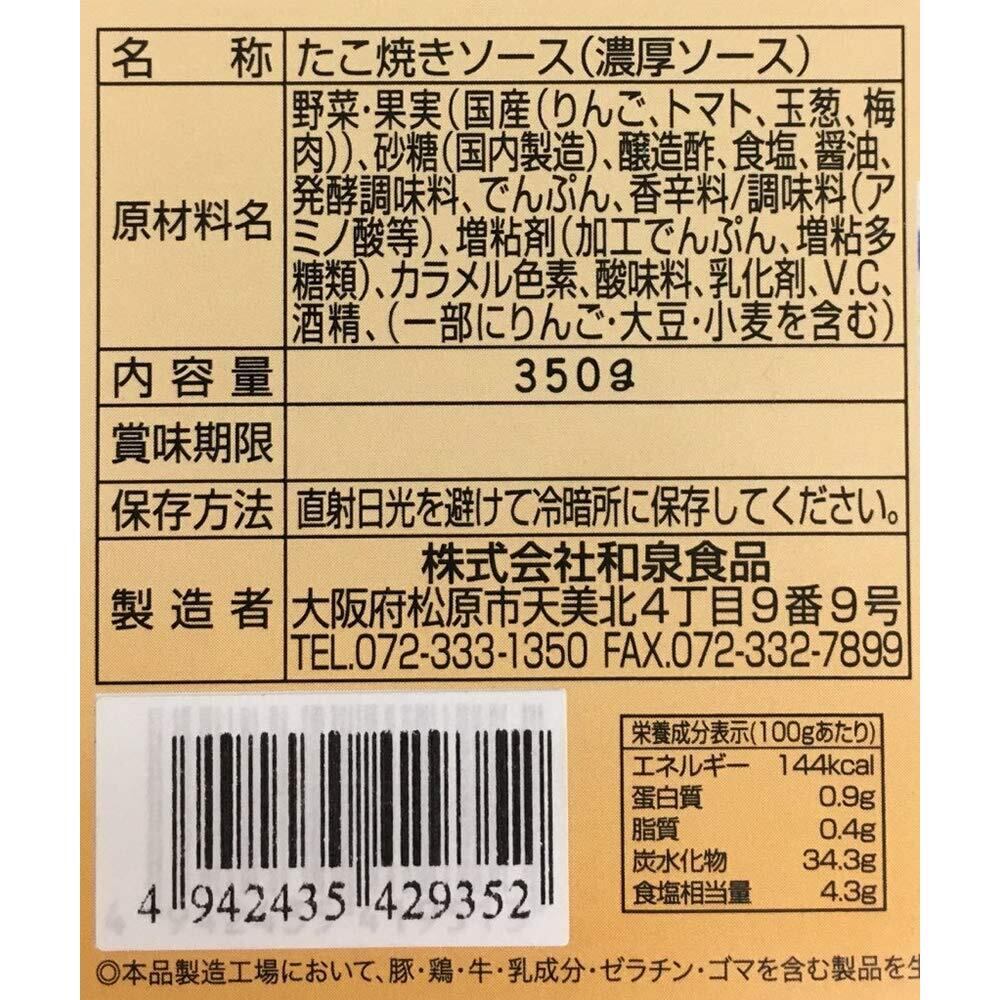 名称 たこ焼きソース(濃厚ソース)
原材料名 野菜・果実(国産(りんご、トマト、玉葱、梅
肉))、砂糖(国内製造)、醸造酢、食塩、醤油、
発酵調味料、でんぷん、香辛料/調味料(ア
ミノ酸等)、増粘剤(加工でんぷん、増粘多
糖類)、カラメル色素、酸味料、乳化剤、V.C、
酒精、(一部にりんご・大豆・小麦を含む)
内容量 350g
賞味期限
保存方法 直射日光を避けて冷暗所に保存してください。
製造者 株式会社和泉食品
大阪府松原市天美北4丁目9番9号
TEL.072-333-1350 FAX.072-332-7899
4 942435 429352
栄養成分表示(100gあたり)
エネルギー 144kcal
蛋白質 0.9g
脂質 0.4g
炭水化物 34.3g
食塩相当量 4.3g
◎本品製造工場において、豚・鶏・牛・乳成分・ゼラチン・ゴマを含む製品を生